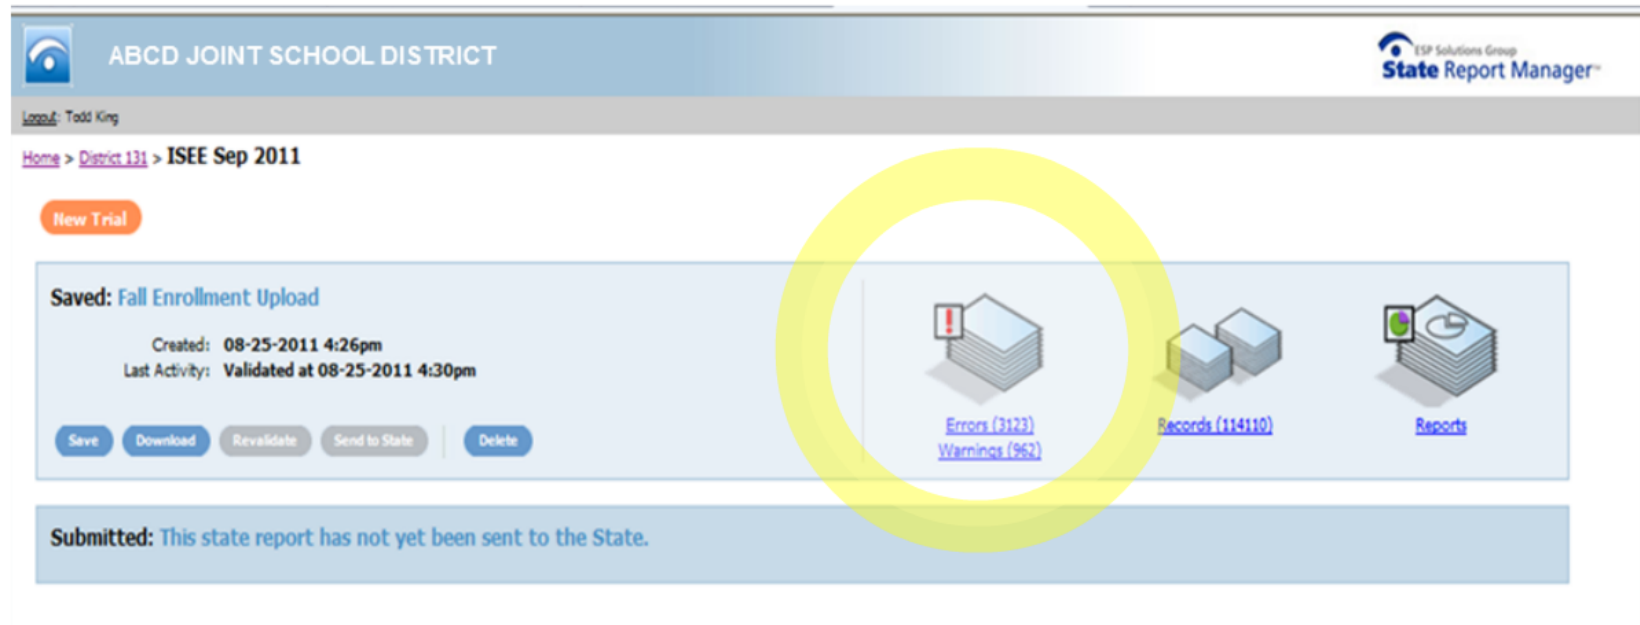 ABCD JOINT SCHOOL DISTRICT
ESP Solutions Group
State Report Manager™
Logout: Todd King
Home > District 131 > ISEE Sep 2011
New Trial
Saved: Fall Enrollment Upload
Created: 08-25-2011 4:26pm
Last Activity: Validated at 08-25-2011 4:30pm
Save Download Revalidate Send to State Delete
Errors (3123)
Warnings (962)
Records (114110)
Reports
Submitted: This state report has not yet been sent to the State.